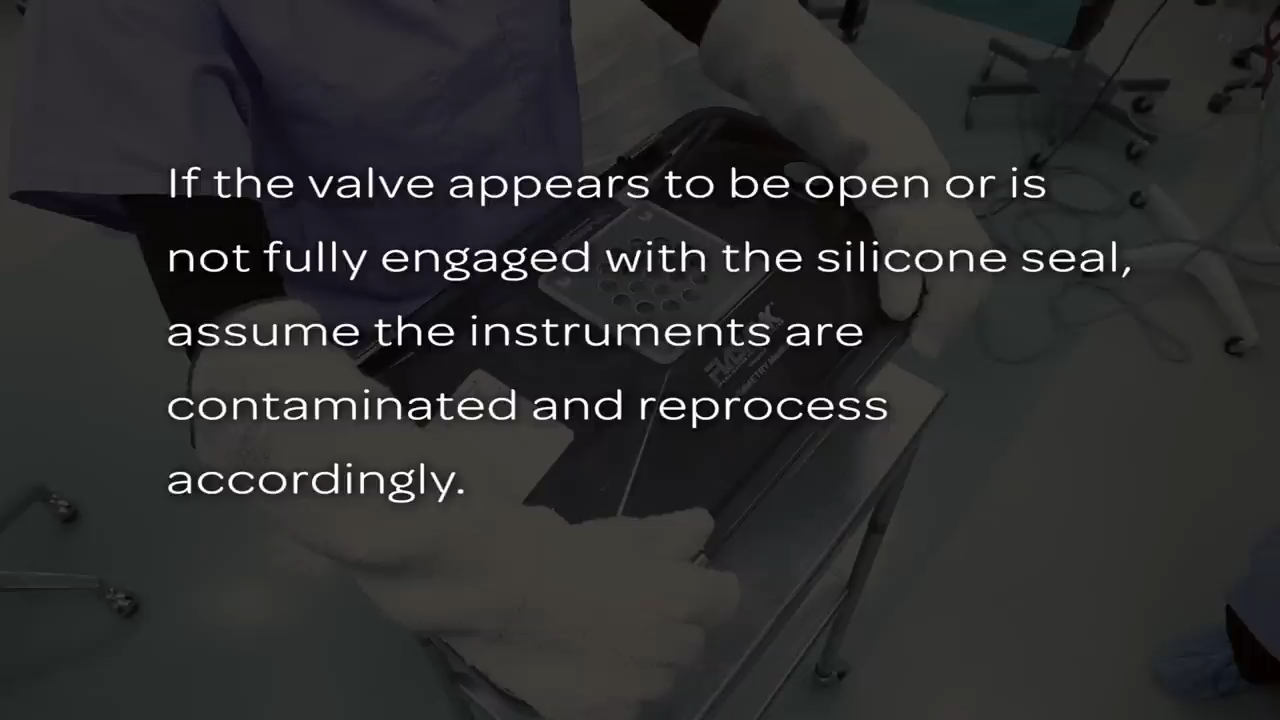 If the valve appears to be open or is
not fully engaged with the silicone seal,
assume the instruments are
contaminated and reprocess
accordingly.